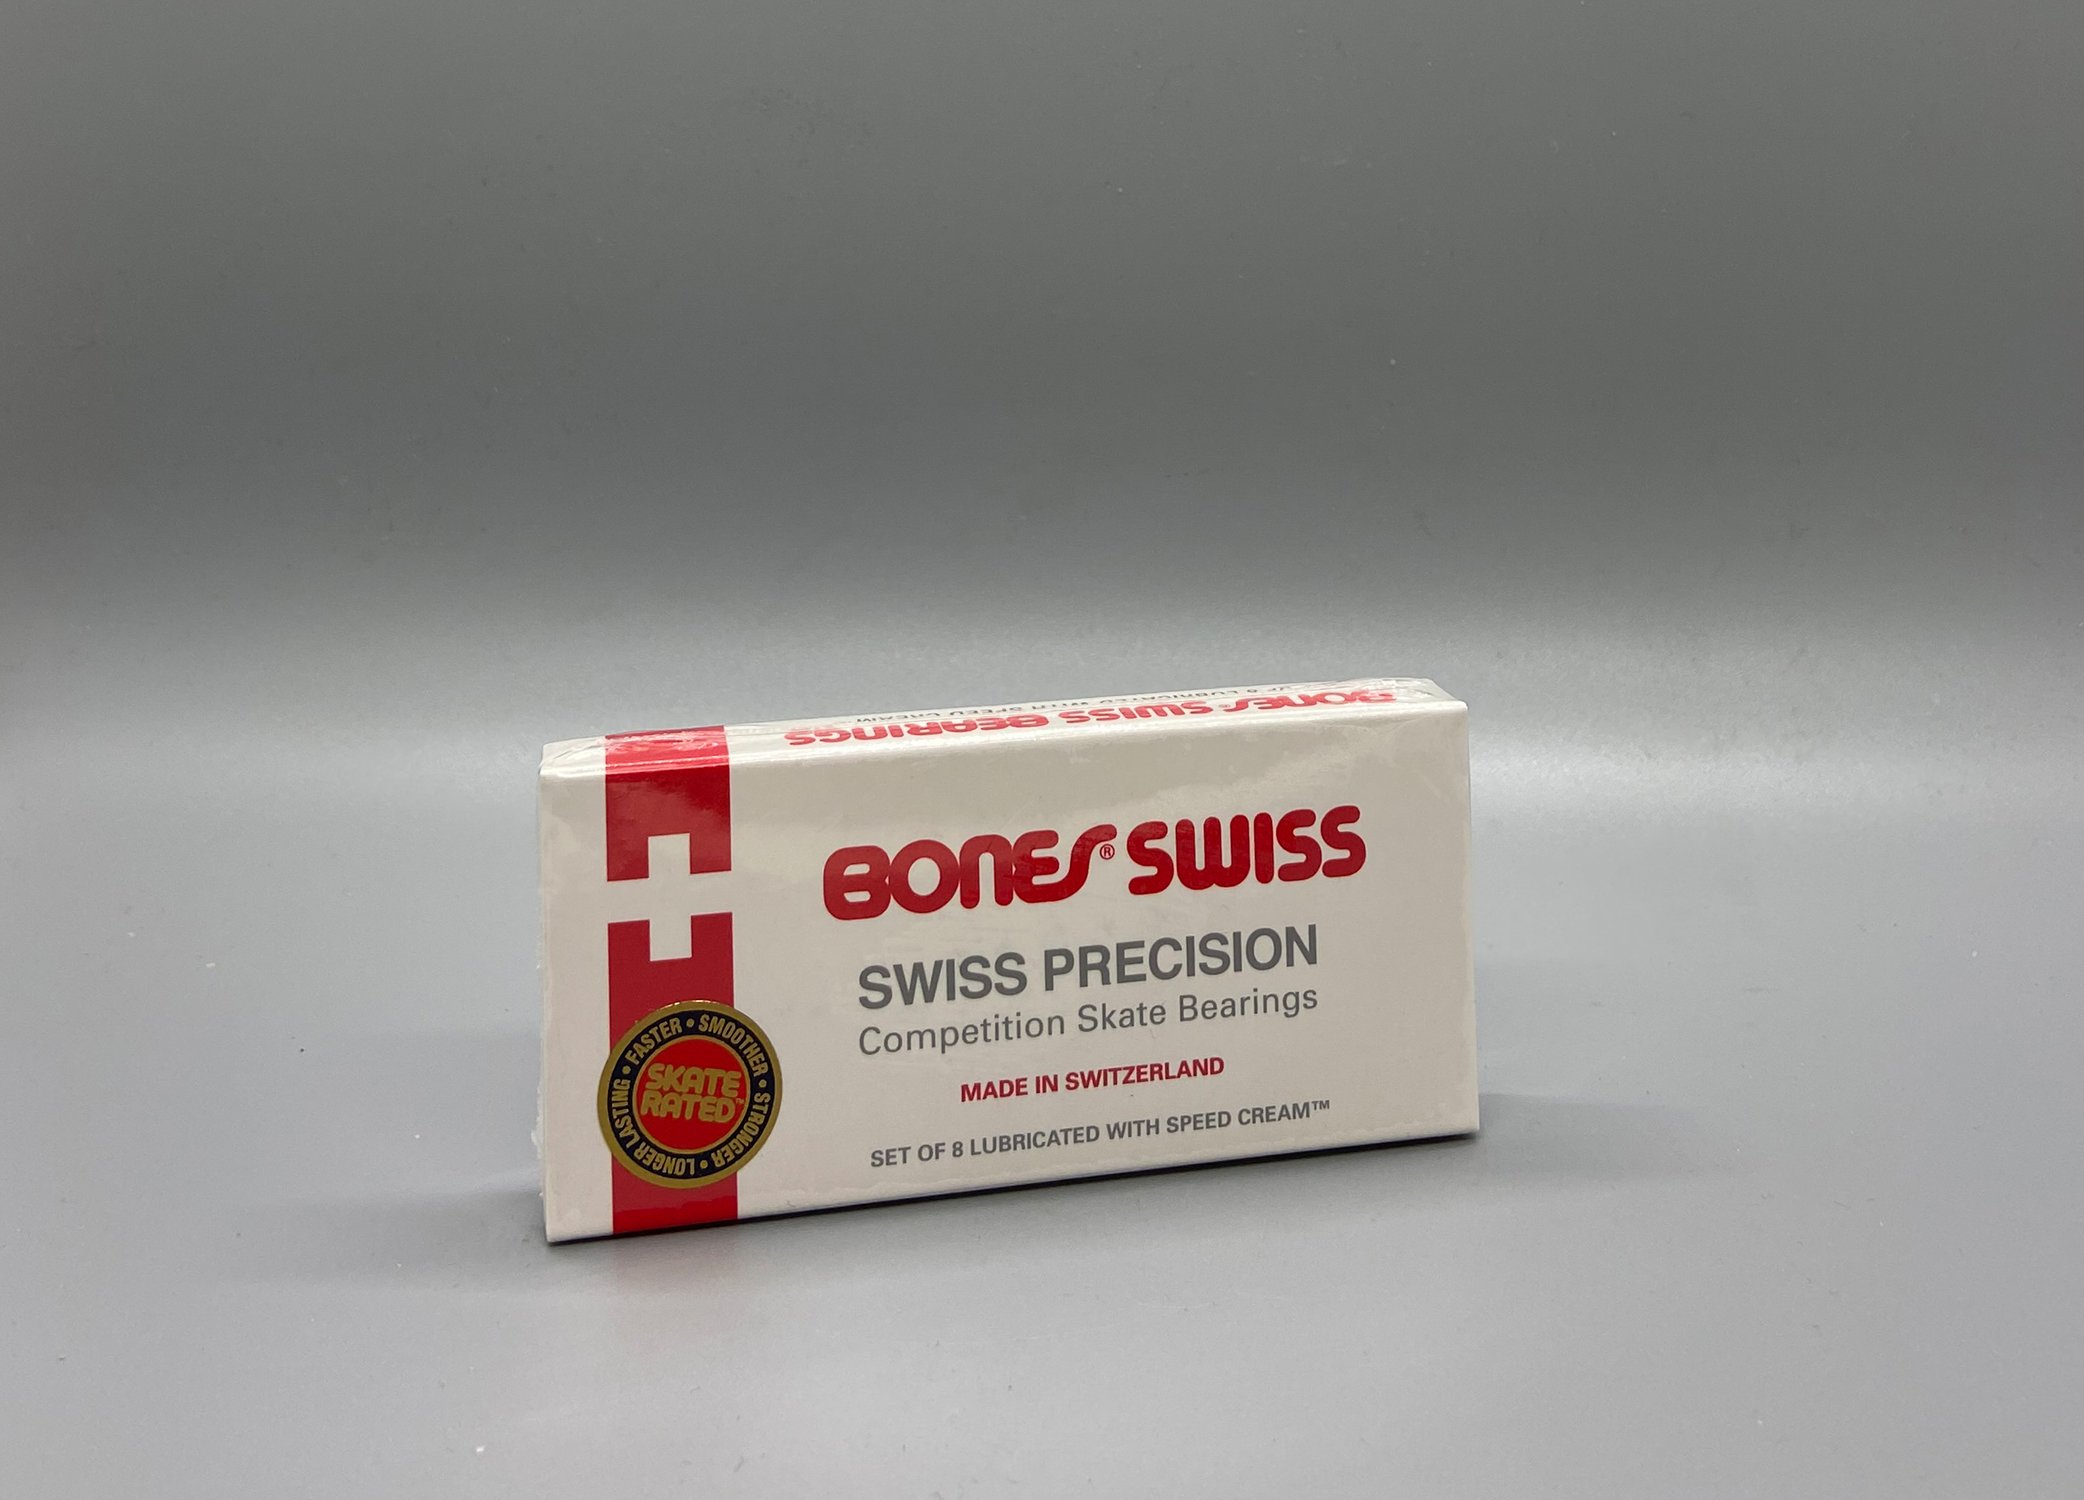 BONES SWISS BEARINGS
BONES® SWISS
SWISS PRECISION
Competition Skate Bearings
MADE IN SWITZERLAND
SET OF 8 LUBRICATED WITH SPEED CREAM™
FASTER • SMOOTHER • STRONGER • LONGER LASTING •
SKATE
RATED™